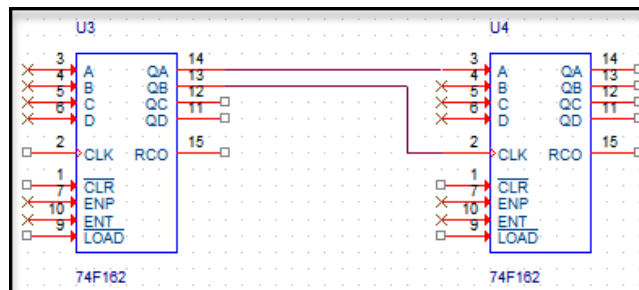 U3
3 A QA 14
4 B QB 13
5 C QC 12
6 D QD 11
2 CLK RCO 15
1 CLR
7 ENP
10 ENT
9 LOAD
74F162
U4
3 A QA 14
4 B QB 13
5 C QC 12
6 D QD 11
2 CLK RCO 15
1 CLR
7 ENP
10 ENT
9 LOAD
74F162